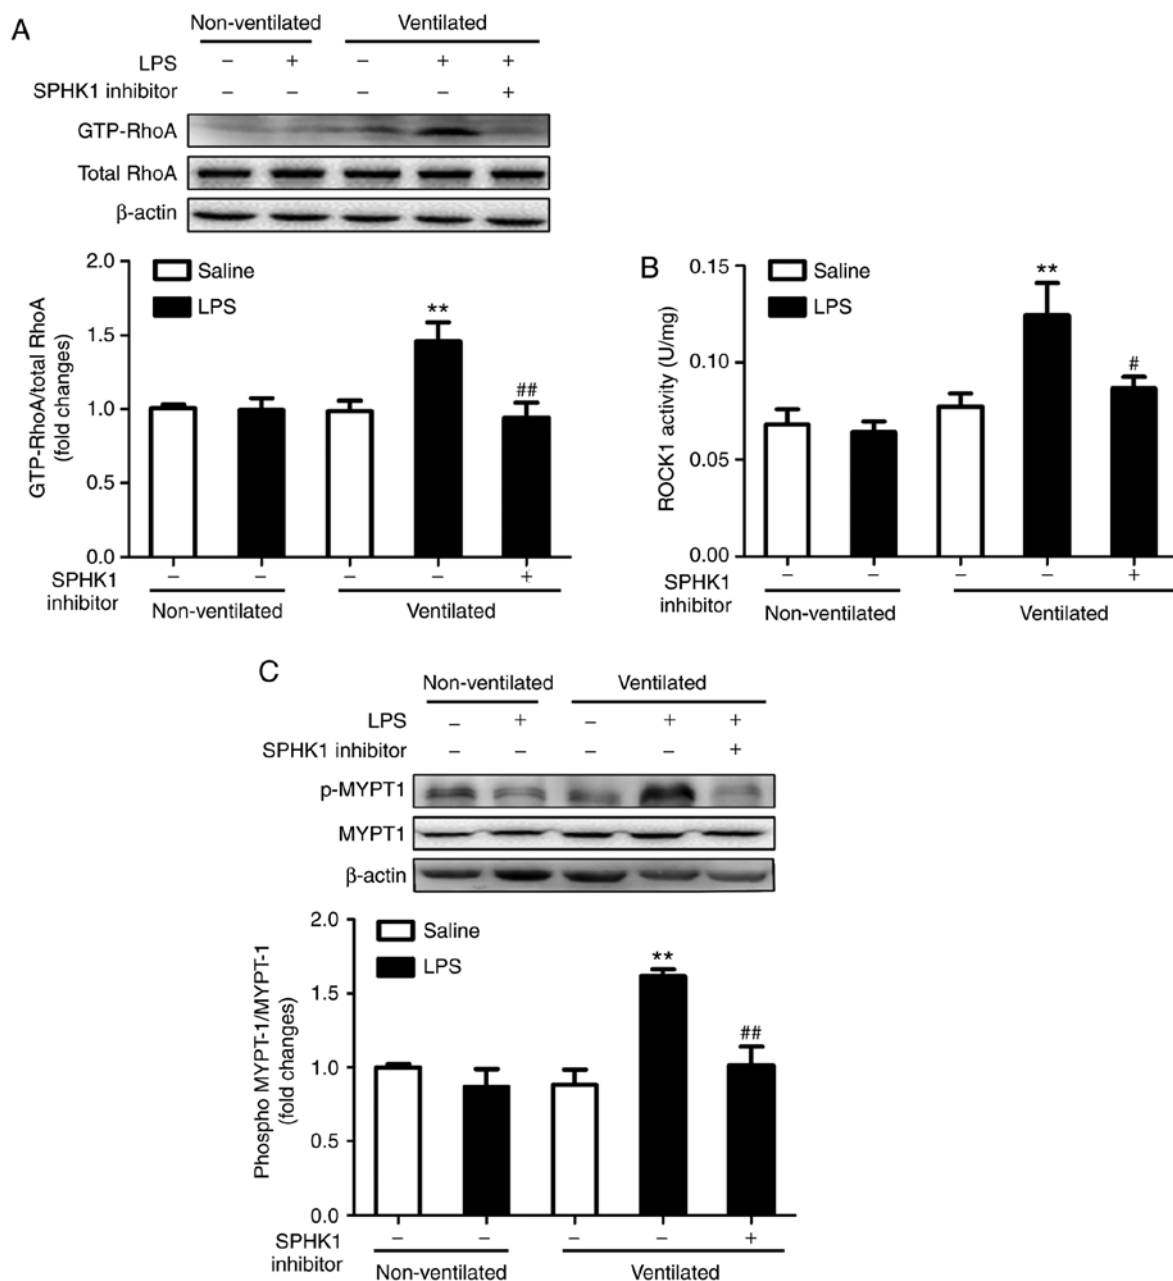 A
Non-ventilated Ventilated
LPS – + – + +
SPHK1 inhibitor – – – – +
GTP-RhoA
Total RhoA
β-actin
2.0
1.5
1.0
0.5
0.0
GTP-RhoA/total RhoA
(fold changes)
Saline
LPS
**
##
SPHK1 – – – – +
inhibitor
Non-ventilated Ventilated
B
0.15
0.10
0.05
0.00
ROCK1 activity (U/mg)
Saline
LPS
**
#
SPHK1 – – – – +
inhibitor
Non-ventilated Ventilated
C
Non-ventilated Ventilated
LPS – + – + +
SPHK1 inhibitor – – – – +
p-MYPT1
MYPT1
β-actin
2.0
1.5
1.0
0.5
0.0
Phospho MYPT-1/MYPT-1
(fold changes)
Saline
LPS
**
##
SPHK1 – – – – +
inhibitor
Non-ventilated Ventilated